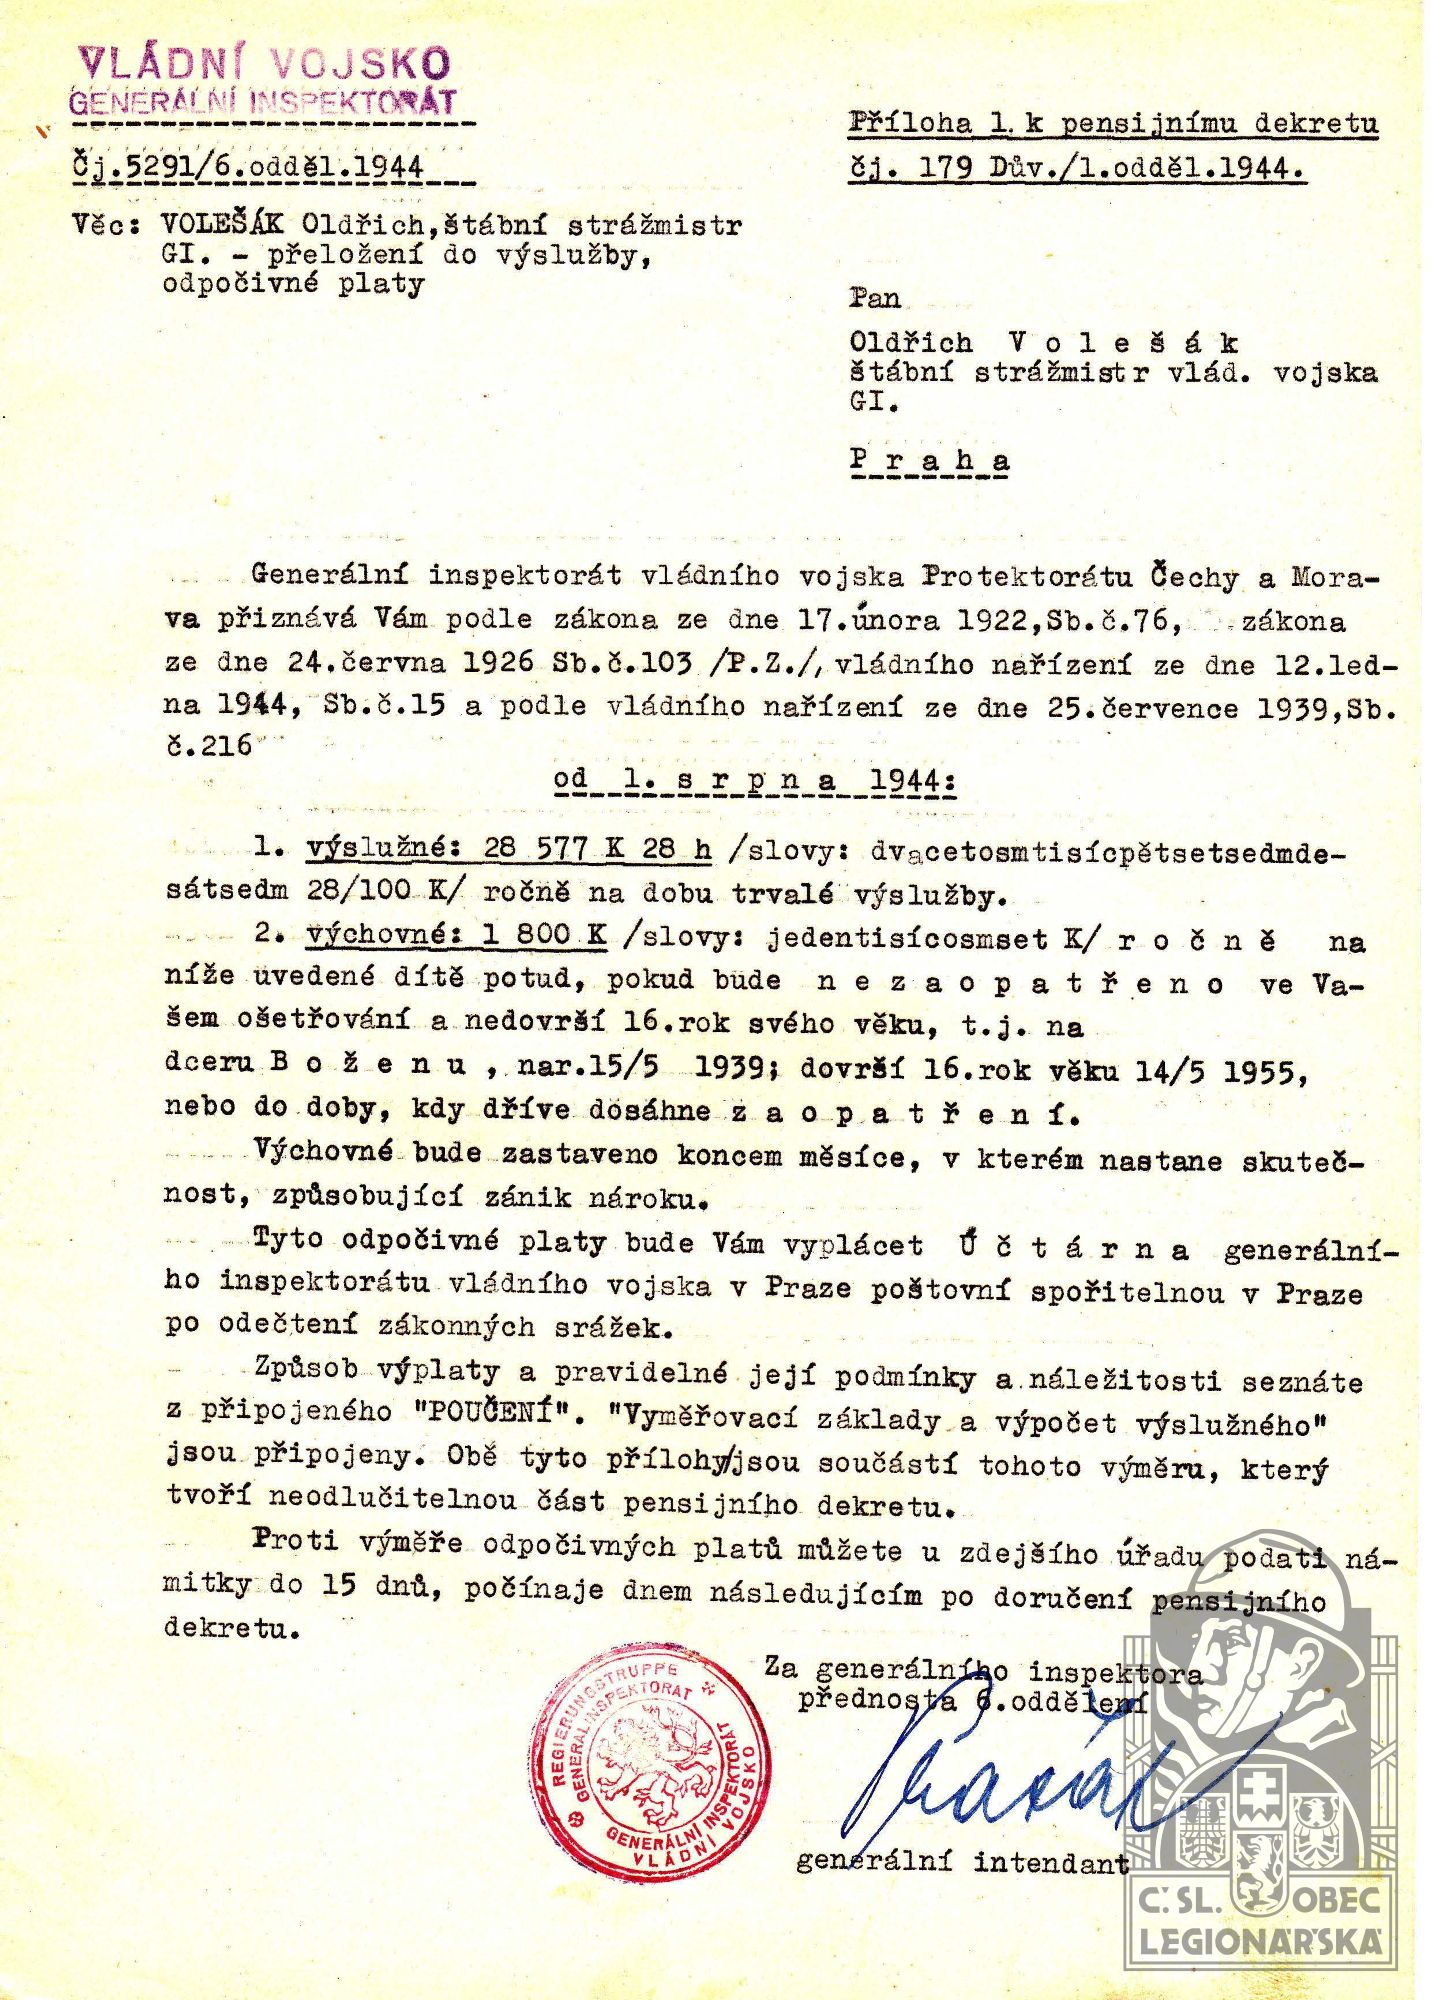 VLÁDNÍ VOJSKO
GENERÁLNÍ INSPEKTORÁT
Čj.5291/6.odděl.1944
Příloha 1. k pensijnímu dekretu
čj. 179 Dův./1.odděl.1944.
Věc: VOLEŠÁK Oldřich,štábní strážmistr
GI. - přeložení do výslužby,
odpočivné platy
Pan
Oldřich V o l e š á k
štábní strážmistr vlád. vojska
GI.
P r a h a
Generální inspektorát vládního vojska Protektorátu Čechy a Mora-
va přiznává Vám podle zákona ze dne 17.února 1922,Sb.č.76, zákona
ze dne 24.června 1926 Sb.č.103 /P.Z./, vládního nařízení ze dne 12.led-
na 1944, Sb.č.15 a podle vládního nařízení ze dne 25.července 1939,Sb.
č.216
od 1. s r p n a 1944:
1. výslužné: 28 577 K 28 h /slovy: dvacetosmtisícpětsetsedmde-
sátsedm 28/100 K/ ročně na dobu trvalé výslužby.
2. výchovné: 1 800 K /slovy: jedentisícosmset K/ r o č n ě na
níže uvedené dítě potud, pokud bude n e z a o p a t ř e n o ve Va-
šem ošetřování a nedovrší 16.rok svého věku, t.j. na
dceru B o ž e n u , nar.15/5 1939; dovrší 16.rok věku 14/5 1955,
nebo do doby, kdy dříve dosáhne z a o p a t ř e n í.
Výchovné bude zastaveno koncem měsíce, v kterém nastane skuteč-
nost, způsobující zánik nároku.
Tyto odpočivné platy bude Vám vyplácet Ú č t á r n a generální-
ho inspektorátu vládního vojska v Praze poštovní spořitelnou v Praze
po odečtení zákonných srážek.
Způsob výplaty a pravidelné její podmínky a náležitosti seznáte
z připojeného "POUČENÍ". "Vyměřovací základy a výpočet výslužného"
jsou připojeny. Obě tyto přílohy/jsou součástí tohoto výměru, který
tvoří neodlučitelnou část pensijního dekretu.
Proti výměře odpočivných platů můžete u zdejšího úřadu podati ná-
mitky do 15 dnů, počínaje dnem následujícím po doručení pensijního
dekretu.
Za generálního inspektora
přednosta 6.oddělení
generální intendant
REGIERUNGSTRUPPE
GENERALINSPEKTORAT
GENERÁLNÍ INSPEKTORÁT
VLÁDNÍ VOJSKO
Č. SL. OBEC
LEGIONÁŘSKÁ